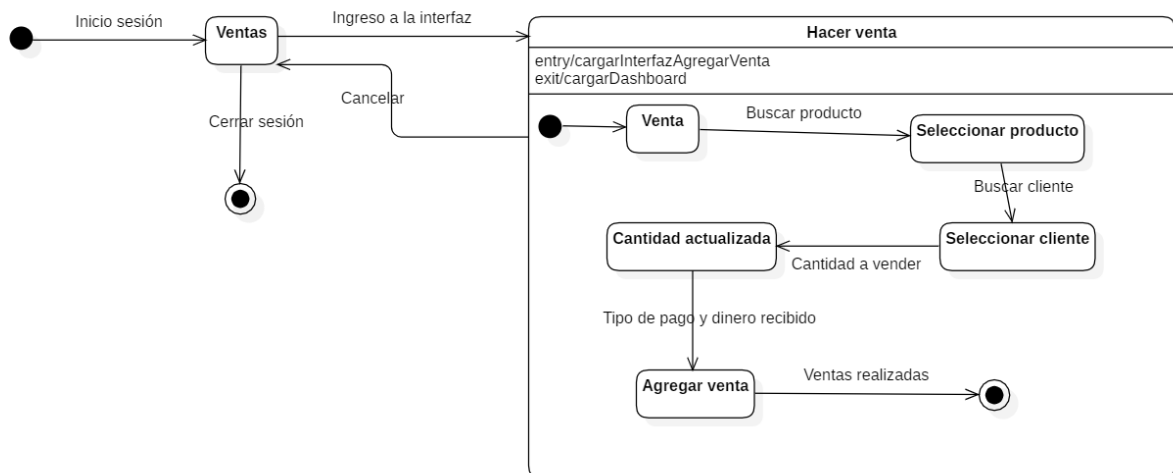 Inicio sesión
Ventas
Ingreso a la interfaz
Cancelar
Cerrar sesión
Hacer venta
entry/cargarInterfazAgregarVenta
exit/cargarDashboard
Venta
Buscar producto
Seleccionar producto
Buscar cliente
Seleccionar cliente
Cantidad a vender
Cantidad actualizada
Tipo de pago y dinero recibido
Agregar venta
Ventas realizadas